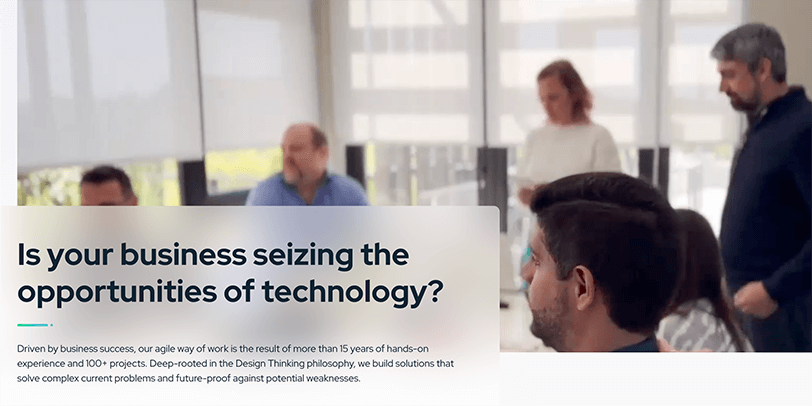 Is your business seizing the
opportunities of technology?
Driven by business success, our agile way of work is the result of more than 15 years of hands-on
experience and 100+ projects. Deep-rooted in the Design Thinking philosophy, we build solutions that
solve complex current problems and future-proof against potential weaknesses.